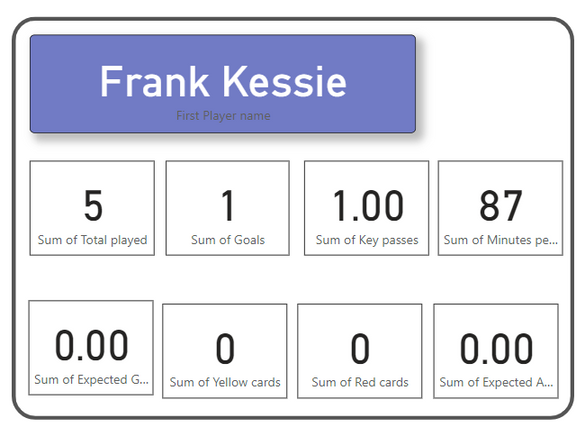 Frank Kessie
First Player name
5
Sum of Total played
1
Sum of Goals
1.00
Sum of Key passes
87
Sum of Minutes pe...
0.00
Sum of Expected G...
0
Sum of Yellow cards
0
Sum of Red cards
0.00
Sum of Expected A...